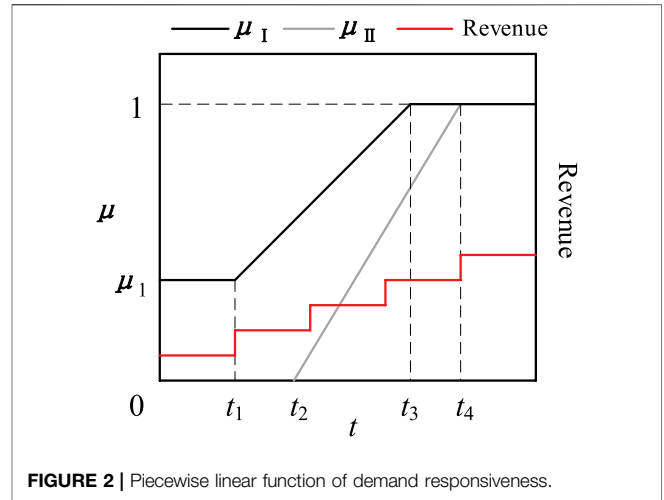 μ Ⅰ μ Ⅱ Revenue
1
μ
Revenue
μ 1
0 t1 t2 t3 t4
t
FIGURE 2 | Piecewise linear function of demand responsiveness.